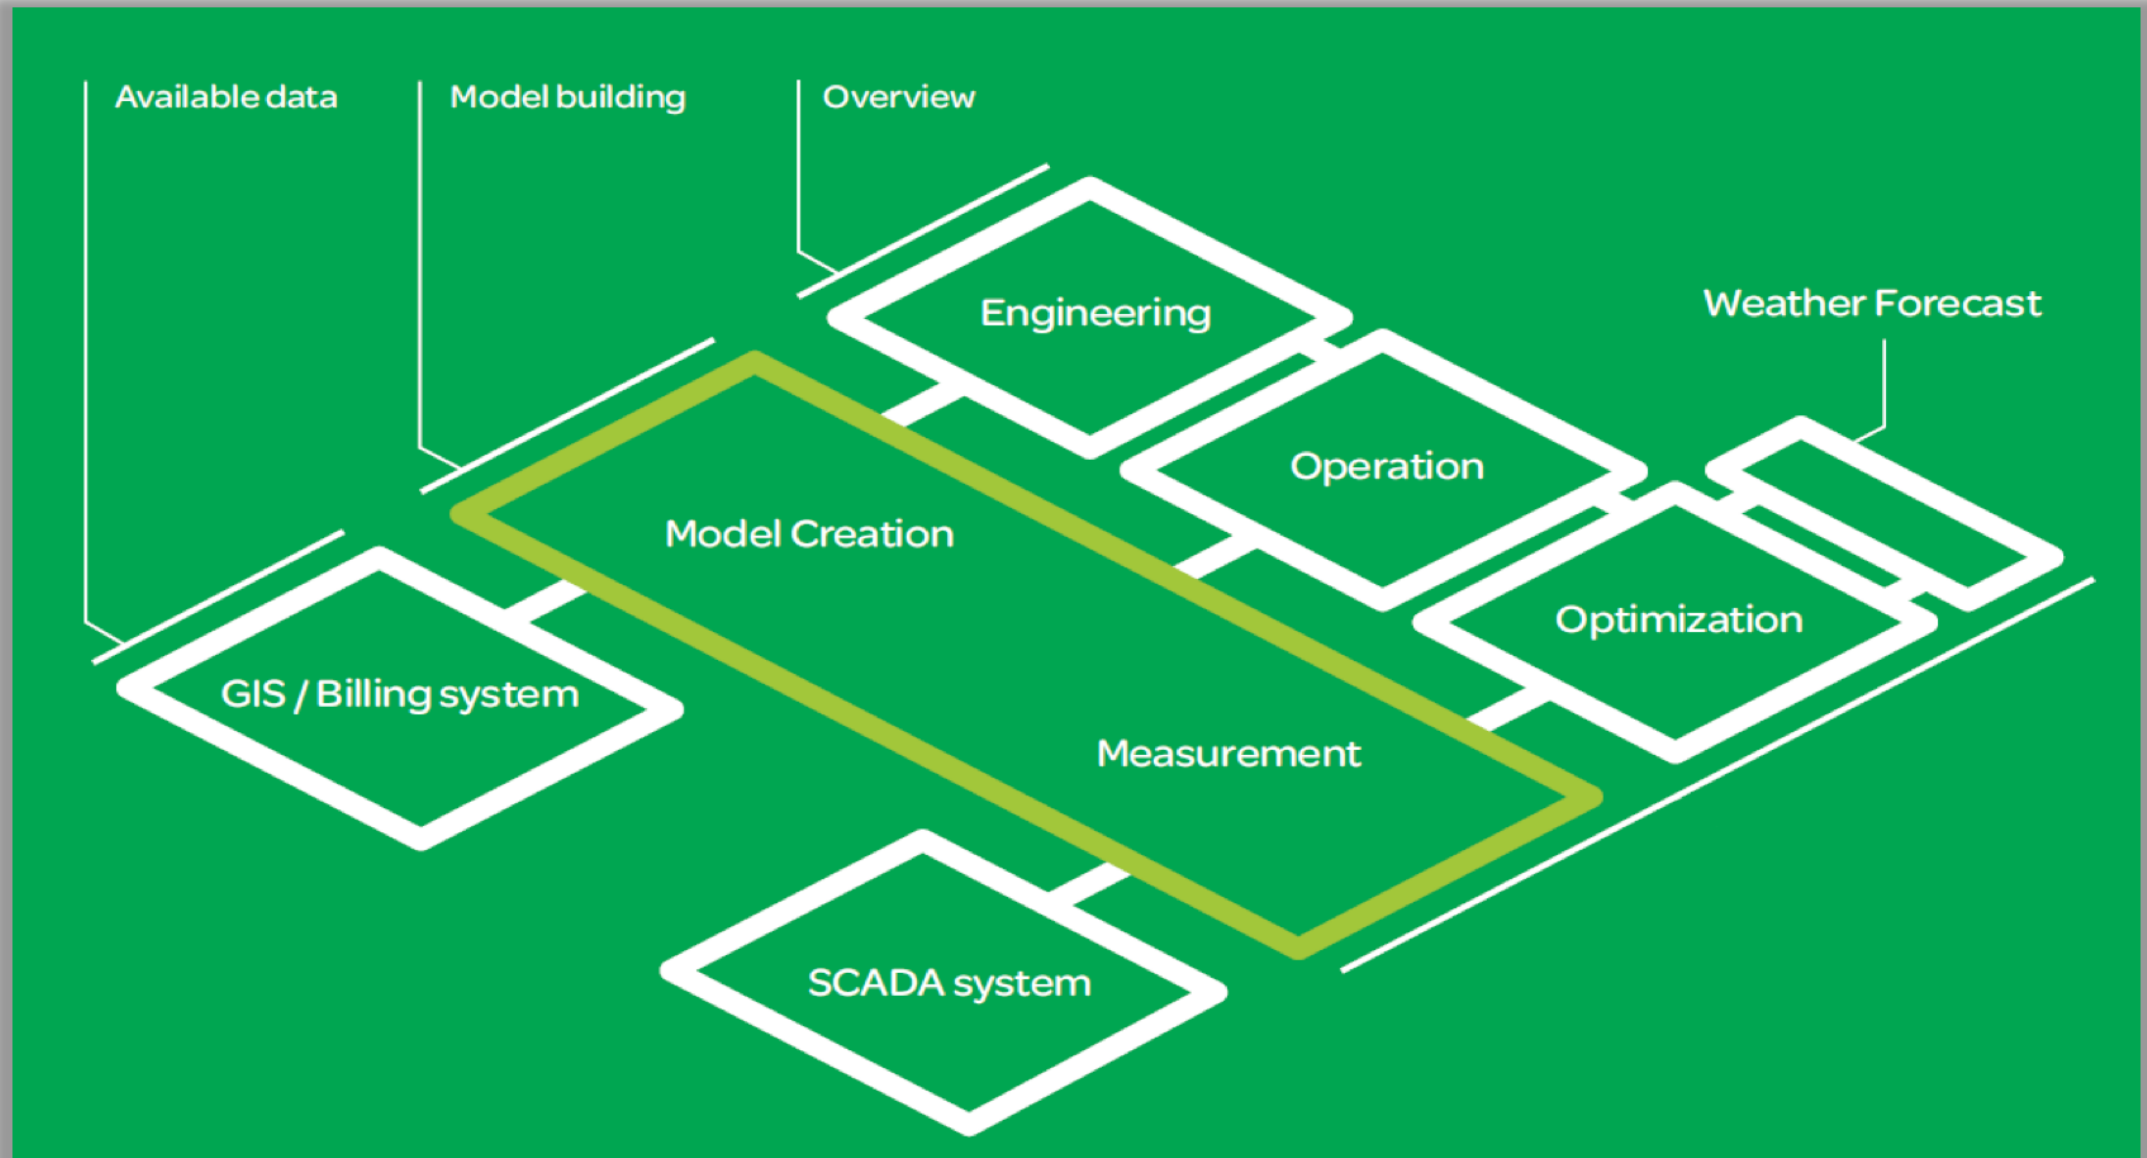 Available data
Model building
Overview
Engineering
Weather Forecast
Operation
Model Creation
Optimization
GIS / Billing system
Measurement
SCADA system